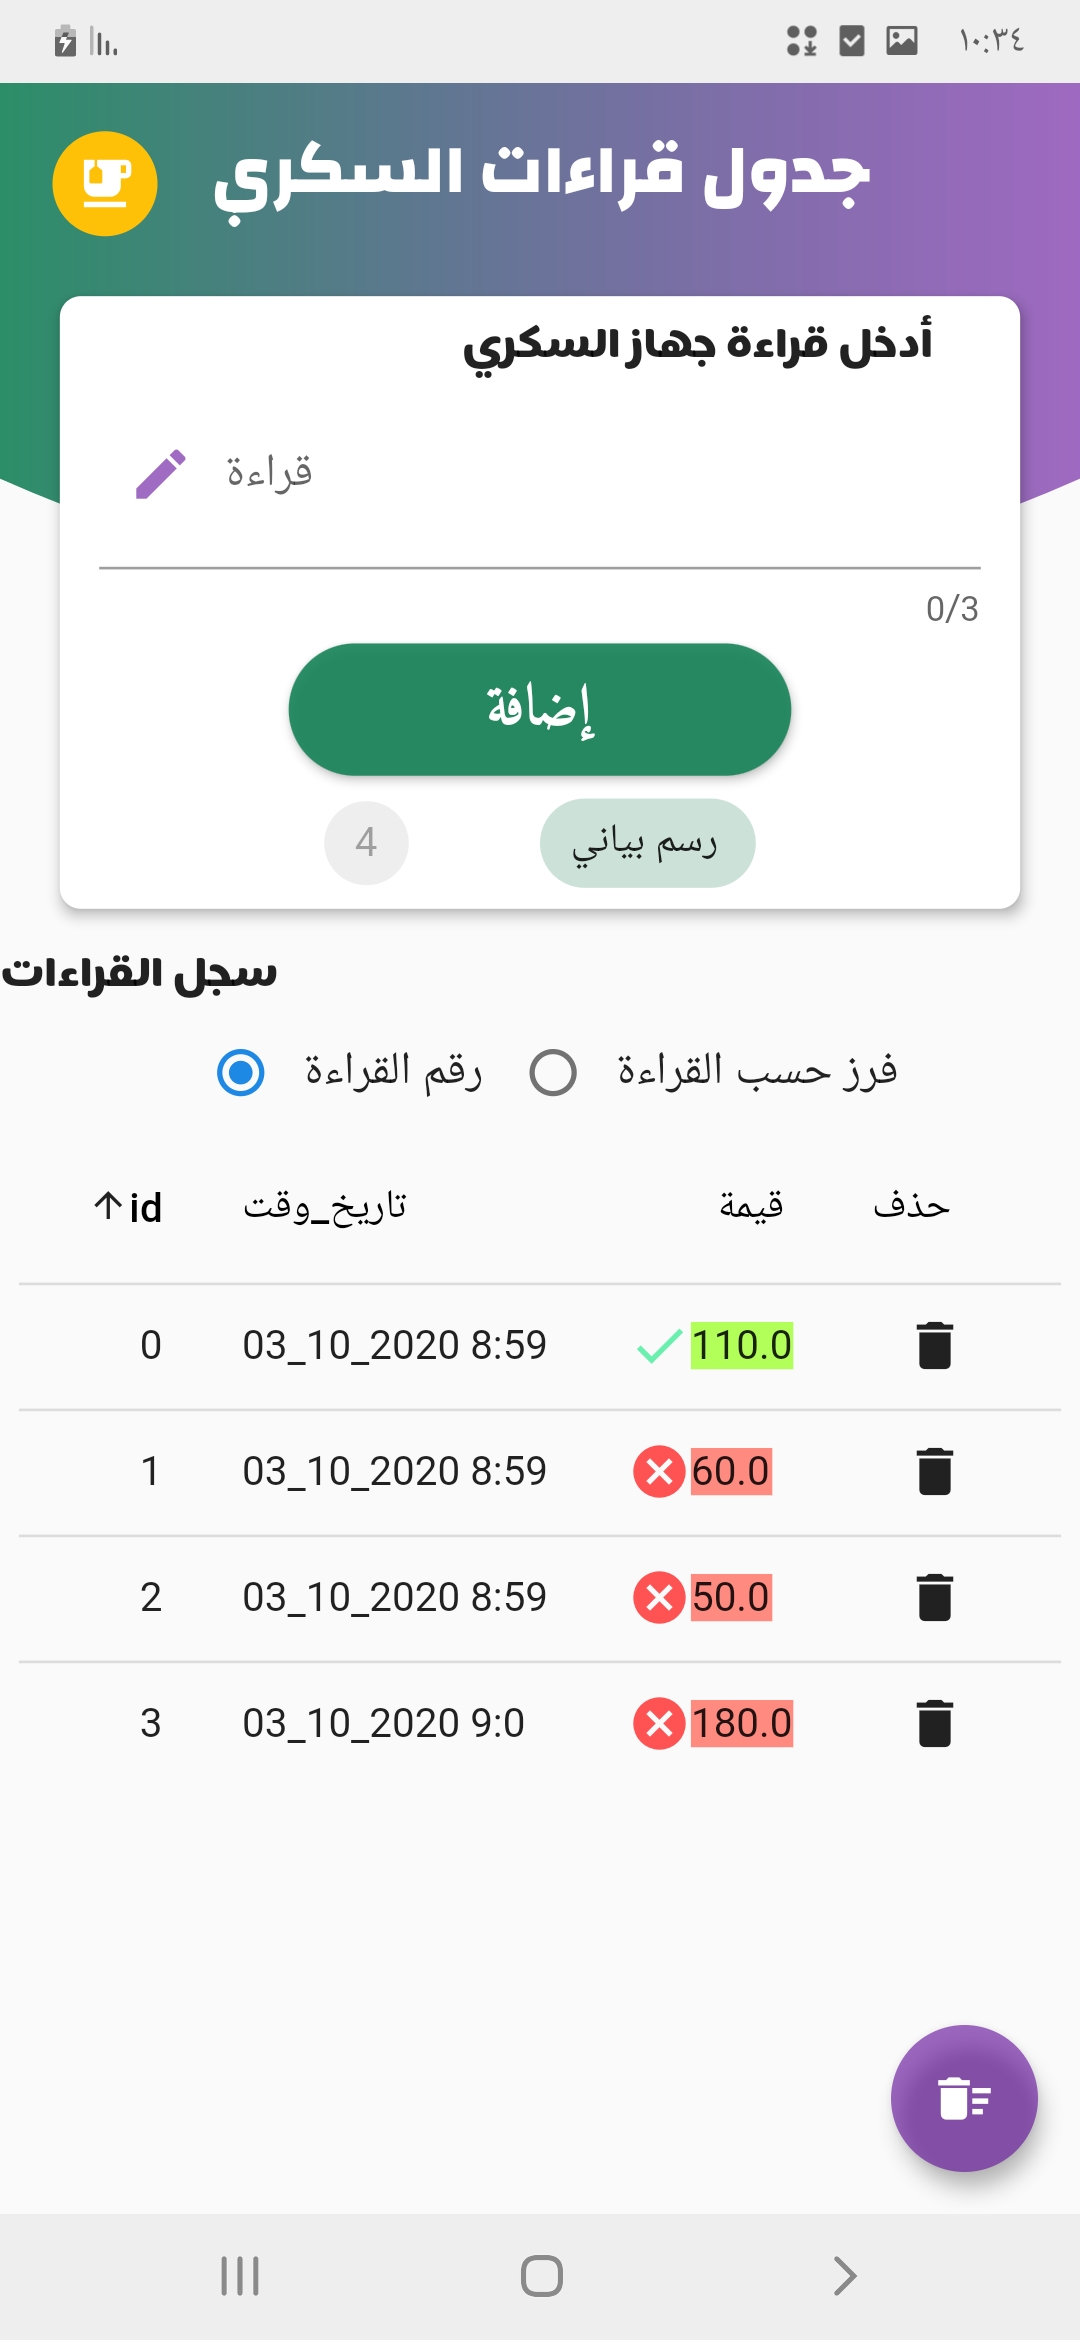 ١٠:٣٤
جدول قراءات السكري
أدخل قراءة جهاز السكري
قراءة
0/3
إضافة
4 رسم بياني
سجل القراءات
رقم القراءة فرز حسب القراءة
id تاريخ_وقت قيمة حذف
0 03_10_2020 8:59 110.0
1 03_10_2020 8:59 60.0
2 03_10_2020 8:59 50.0
3 03_10_2020 9:0 180.0